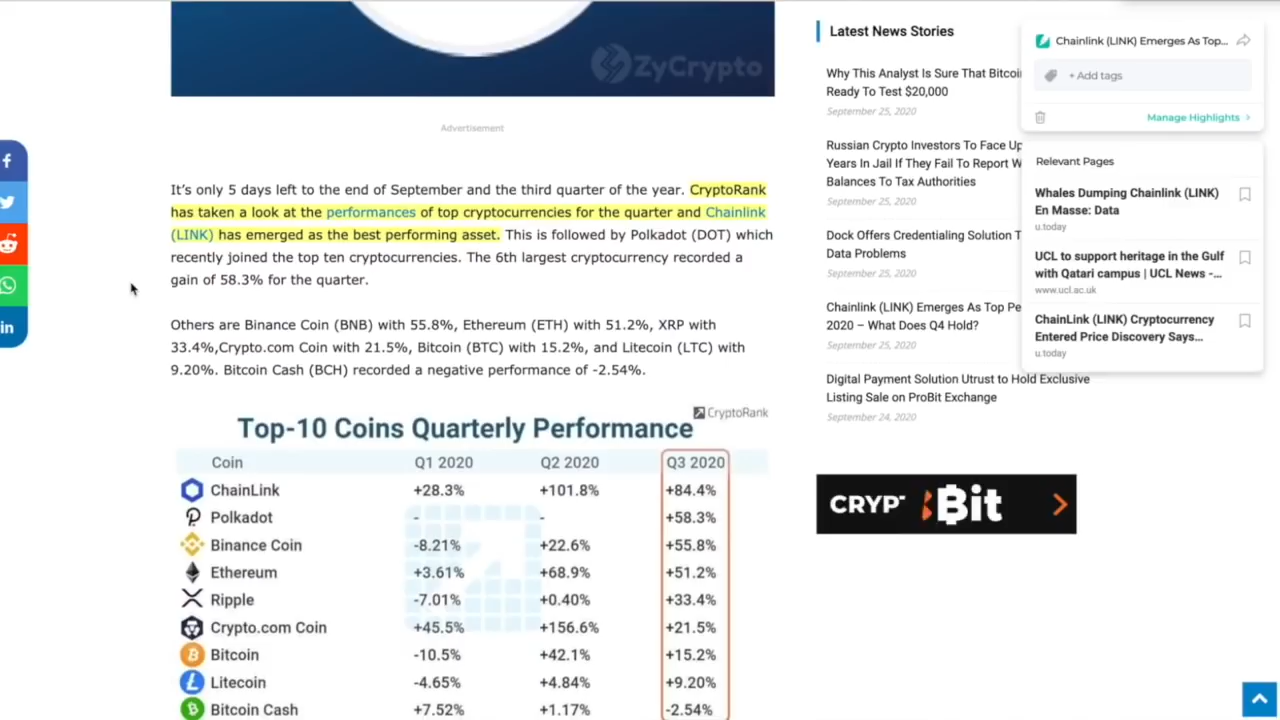 ZyCrypto
Advertisement
It's only 5 days left to the end of September and the third quarter of the year. CryptoRank
has taken a look at the performances of top cryptocurrencies for the quarter and Chainlink
(LINK) has emerged as the best performing asset. This is followed by Polkadot (DOT) which
recently joined the top ten cryptocurrencies. The 6th largest cryptocurrency recorded a
gain of 58.3% for the quarter.
Others are Binance Coin (BNB) with 55.8%, Ethereum (ETH) with 51.2%, XRP with
33.4%,Crypto.com Coin with 21.5%, Bitcoin (BTC) with 15.2%, and Litecoin (LTC) with
9.20%. Bitcoin Cash (BCH) recorded a negative performance of -2.54%.
CryptoRank
Top-10 Coins Quarterly Performance
Coin Q1 2020 Q2 2020 Q3 2020
ChainLink +28.3% +101.8% +84.4%
Polkadot - - +58.3%
Binance Coin -8.21% +22.6% +55.8%
Ethereum +3.61% +68.9% +51.2%
Ripple -7.01% +0.40% +33.4%
Crypto.com Coin +45.5% +156.6% +21.5%
Bitcoin -10.5% +42.1% +15.2%
Litecoin -4.65% +4.84% +9.20%
Bitcoin Cash +7.52% +1.17% -2.54%
Latest News Stories
Why This Analyst Is Sure That Bitcoi
Ready To Test $20,000
September 25, 2020
Russian Crypto Investors To Face Up
Years In Jail If They Fail To Report W
Balances To Tax Authorities
September 25, 2020
Dock Offers Credentialing Solution T
Data Problems
September 25, 2020
Chainlink (LINK) Emerges As Top Pe
2020 – What Does Q4 Hold?
September 25, 2020
Digital Payment Solution Utrust to Hold Exclusive
Listing Sale on ProBit Exchange
September 24, 2020
CRYP Bit
Chainlink (LINK) Emerges As Top...
+ Add tags
Manage Highlights >
Relevant Pages
Whales Dumping Chainlink (LINK)
En Masse: Data
u.today
UCL to support heritage in the Gulf
with Qatari campus | UCL News -...
www.ucl.ac.uk
ChainLink (LINK) Cryptocurrency
Entered Price Discovery Says...
u.today